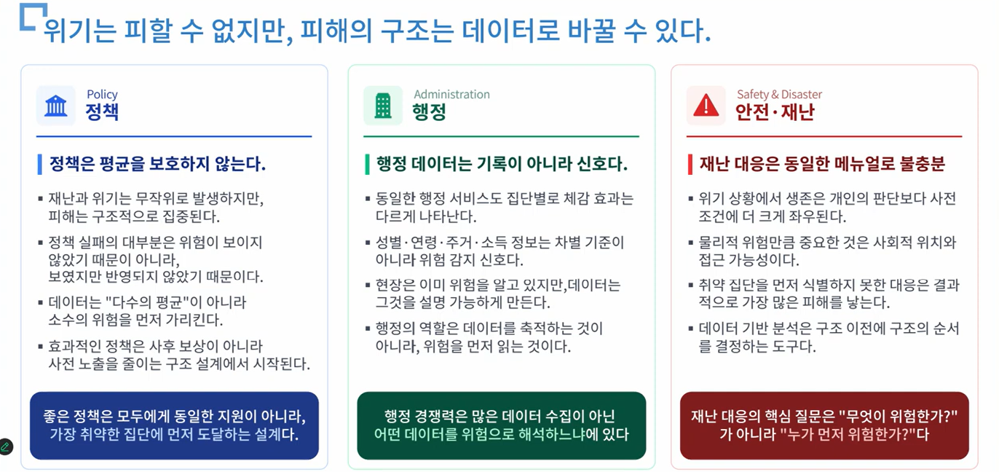 위기는 피할 수 없지만, 피해의 구조는 데이터로 바꿀 수 있다.
Policy
정책
정책은 평균을 보호하지 않는다.
▪ 재난과 위기는 무작위로 발생하지만,
피해는 구조적으로 집중된다.
▪ 정책 실패의 대부분은 위험이 보이지
않았기 때문이 아니라,
보였지만 반영되지 않았기 때문이다.
▪ 데이터는 "다수의 평균"이 아니라
소수의 위험을 먼저 가리킨다.
▪ 효과적인 정책은 사후 보상이 아니라
사전 노출을 줄이는 구조 설계에서 시작된다.
좋은 정책은 모두에게 동일한 지원이 아니라,
가장 취약한 집단에 먼저 도달하는 설계다.
Administration
행정
행정 데이터는 기록이 아니라 신호다.
▪ 동일한 행정 서비스도 집단별로 체감 효과는
다르게 나타난다.
▪ 성별·연령·주거·소득 정보는 차별 기준이
아니라 위험 감지 신호다.
▪ 현장은 이미 위험을 알고 있지만,데이터는
그것을 설명 가능하게 만든다.
▪ 행정의 역할은 데이터를 축적하는 것이
아니라, 위험을 먼저 읽는 것이다.
행정 경쟁력은 많은 데이터 수집이 아닌
어떤 데이터를 위험으로 해석하느냐에 있다
Safety & Disaster
안전·재난
재난 대응은 동일한 메뉴얼로 불충분
▪ 위기 상황에서 생존은 개인의 판단보다 사전
조건에 더 크게 좌우된다.
▪ 물리적 위험만큼 중요한 것은 사회적 위치와
접근 가능성이다.
▪ 취약 집단을 먼저 식별하지 못한 대응은 결과
적으로 가장 많은 피해를 낳는다.
▪ 데이터 기반 분석은 구조 이전에 구조의 순서
를 결정하는 도구다.
재난 대응의 핵심 질문은 "무엇이 위험한가?"
가 아니라 "누가 먼저 위험한가?"다